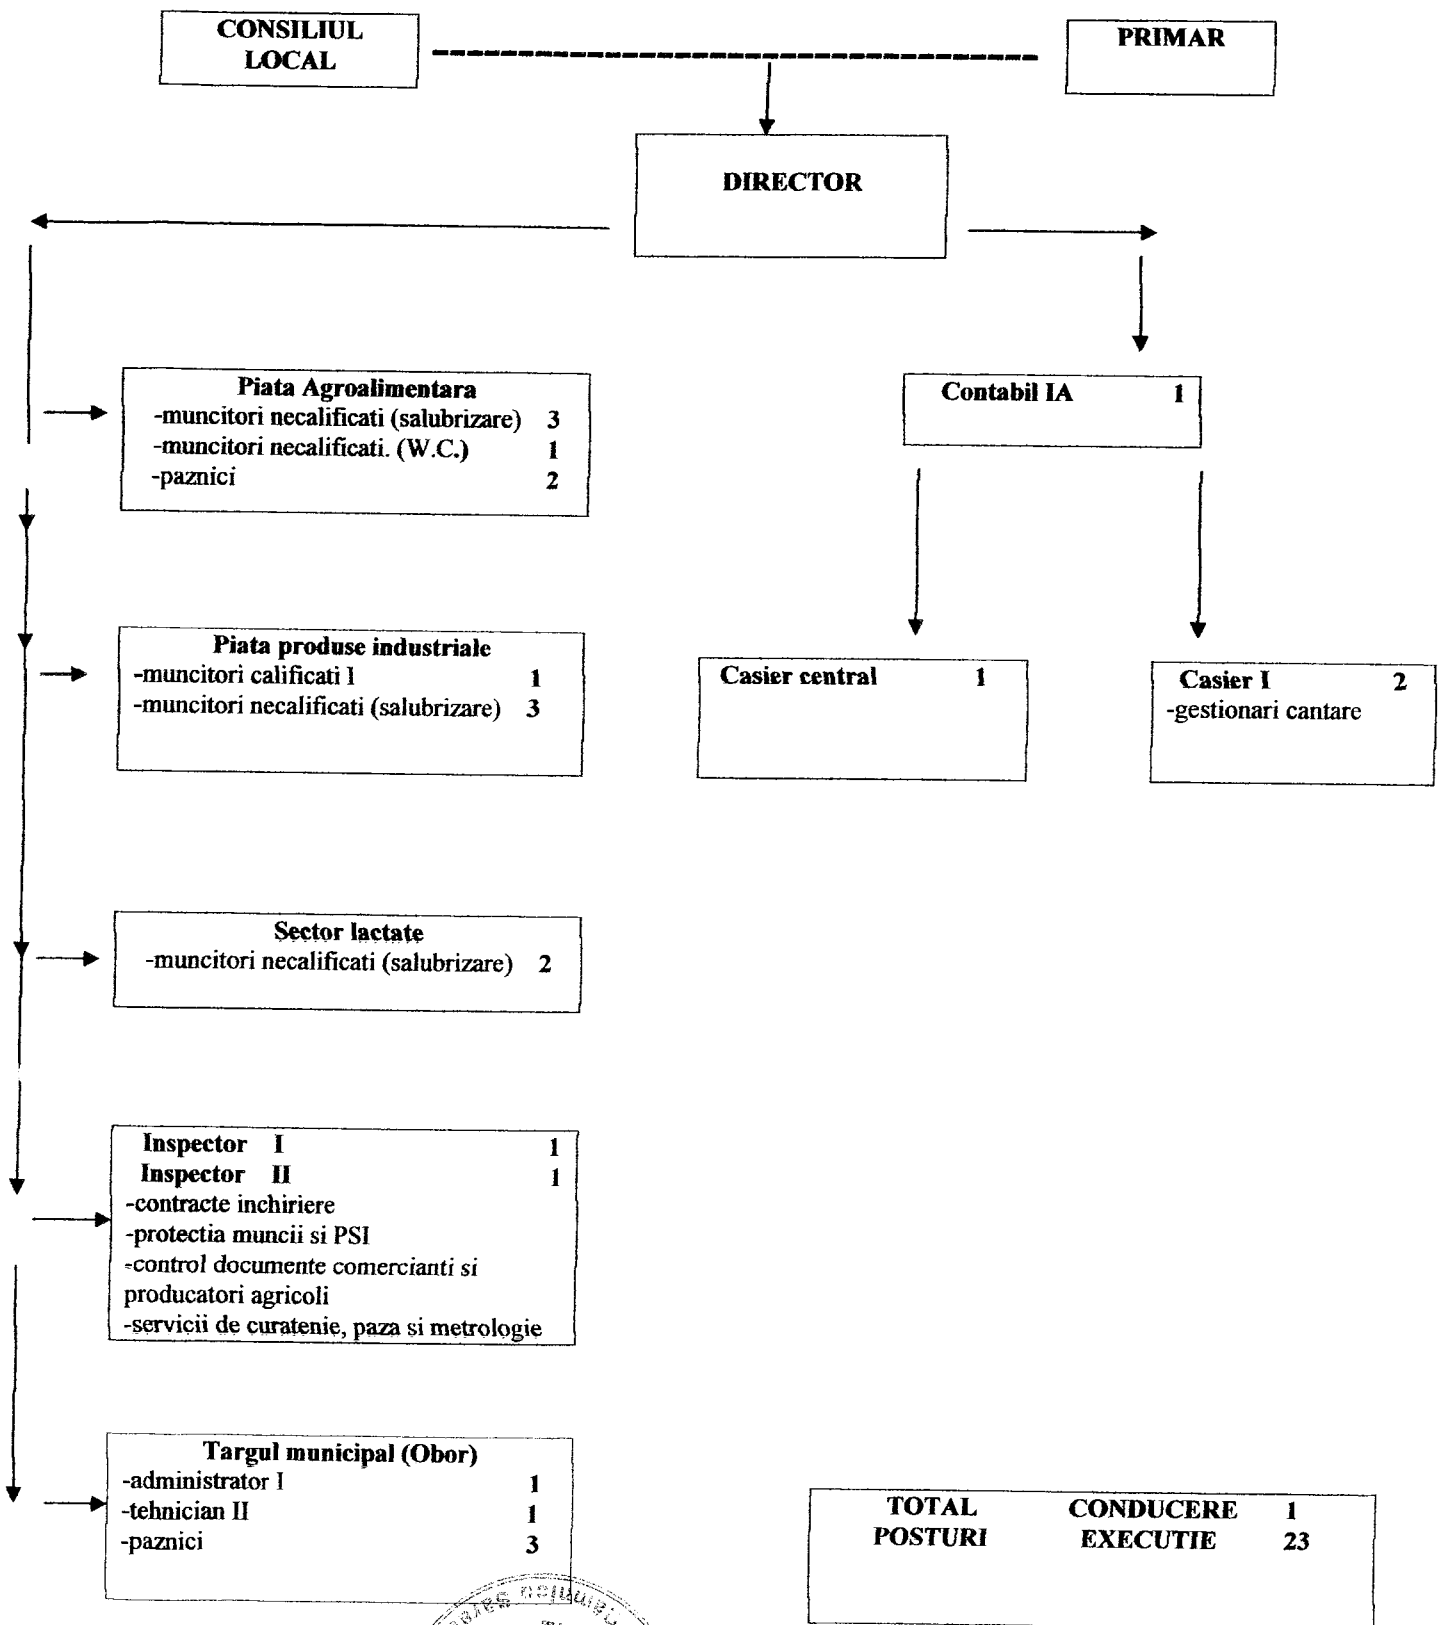 CONSILIUL
LOCAL
PRIMAR
DIRECTOR
Piata Agroalimentara
-muncitori necalificati (salubrizare) 3
-muncitori necalificati. (W.C.) 1
-paznici 2
Contabil IA 1
Piata produse industriale
-muncitori calificati I 1
-muncitori necalificati (salubrizare) 3
Casier central 1
Casier I 2
-gestionari cantare
Sector lactate
-muncitori necalificati (salubrizare) 2
Inspector I 1
Inspector II 1
-contracte inchiriere
-protectia muncii si PSI
-control documente comercianti si
producatori agricoli
-servicii de curatenie, paza si metrologie
Targul municipal (Obor)
-administrator I 1
-tehnician II 1
-paznici 3
TOTAL CONDUCERE 1
POSTURI EXECUTIE 23